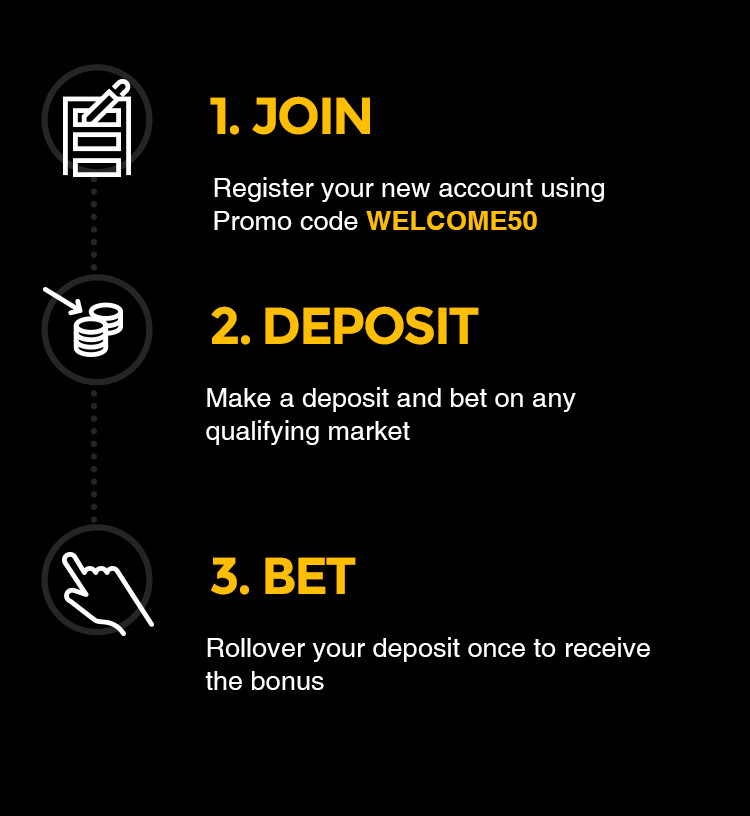 1. JOIN
Register your new account using
Promo code WELCOME50
2. DEPOSIT
Make a deposit and bet on any
qualifying market
3. BET
Rollover your deposit once to receive
the bonus